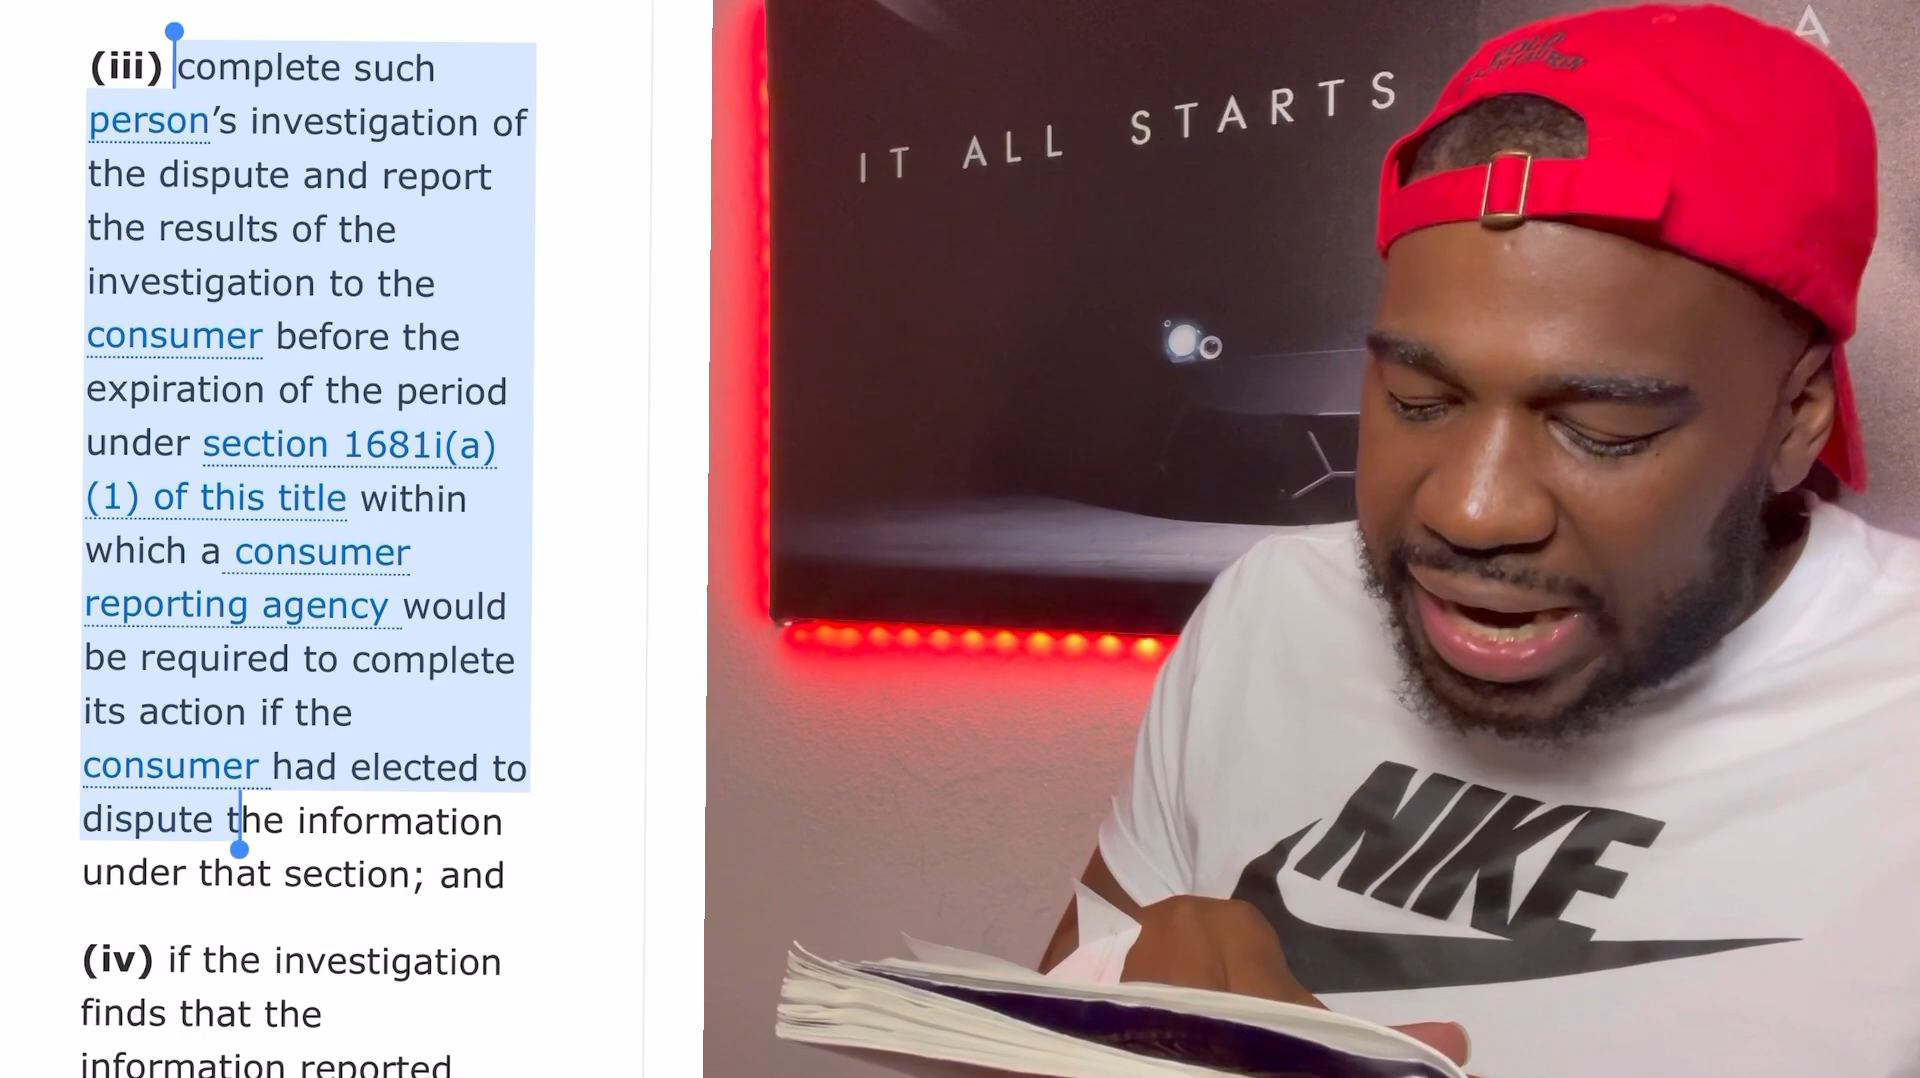 (iii) complete such
person's investigation of
the dispute and report
the results of the
investigation to the
consumer before the
expiration of the period
under section 1681i(a)
(1) of this title within
which a consumer
reporting agency would
be required to complete
its action if the
consumer had elected to
dispute the information
under that section; and
(iv) if the investigation
finds that the
information reported
IT ALL STARTS
A
NIKE